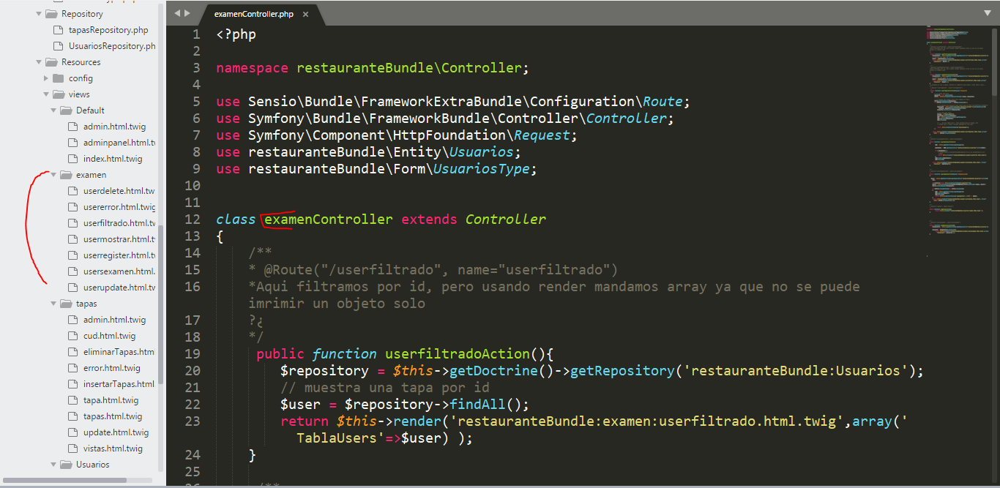 Repository
tapasRepository.php
UsuariosRepository.ph
Resources
config
views
Default
admin.html.twig
adminpanel.html.t
index.html.twig
examen
userdelete.html.tw
usererror.html.twig
userfiltrado.html.tw
usermostrar.html.t
userregister.html.tw
usersexamen.html.
userupdate.html.tw
tapas
admin.html.twig
cud.html.twig
eliminarTapas.html
error.html.twig
insertarTapas.html
tapa.html.twig
tapas.html.twig
update.html.twig
vistas.html.twig
Usuarios
examenController.php ×
1 <?php
2
3 namespace restauranteBundle\Controller;
4
5 use Sensio\Bundle\FrameworkExtraBundle\Configuration\Route;
6 use Symfony\Bundle\FrameworkBundle\Controller\Controller;
7 use Symfony\Component\HttpFoundation\Request;
8 use restauranteBundle\Entity\Usuarios;
9 use restauranteBundle\Form\UsuariosType;
10
11
12 class examenController extends Controller
13 {
14 /**
15 * @Route("/userfiltrado", name="userfiltrado")
16 *Aqui filtramos por id, pero usando render mandamos array ya que no se puede
imrimir un objeto solo
17 ?¿
18 */
19 public function userfiltradoAction(){
20 $repository = $this->getDoctrine()->getRepository('restauranteBundle:Usuarios');
21 // muestra una tapa por id
22 $user = $repository->findAll();
23 return $this->render('restauranteBundle:examen:userfiltrado.html.twig',array('
TablaUsers'=>$user) );
24 }
25
26 /**